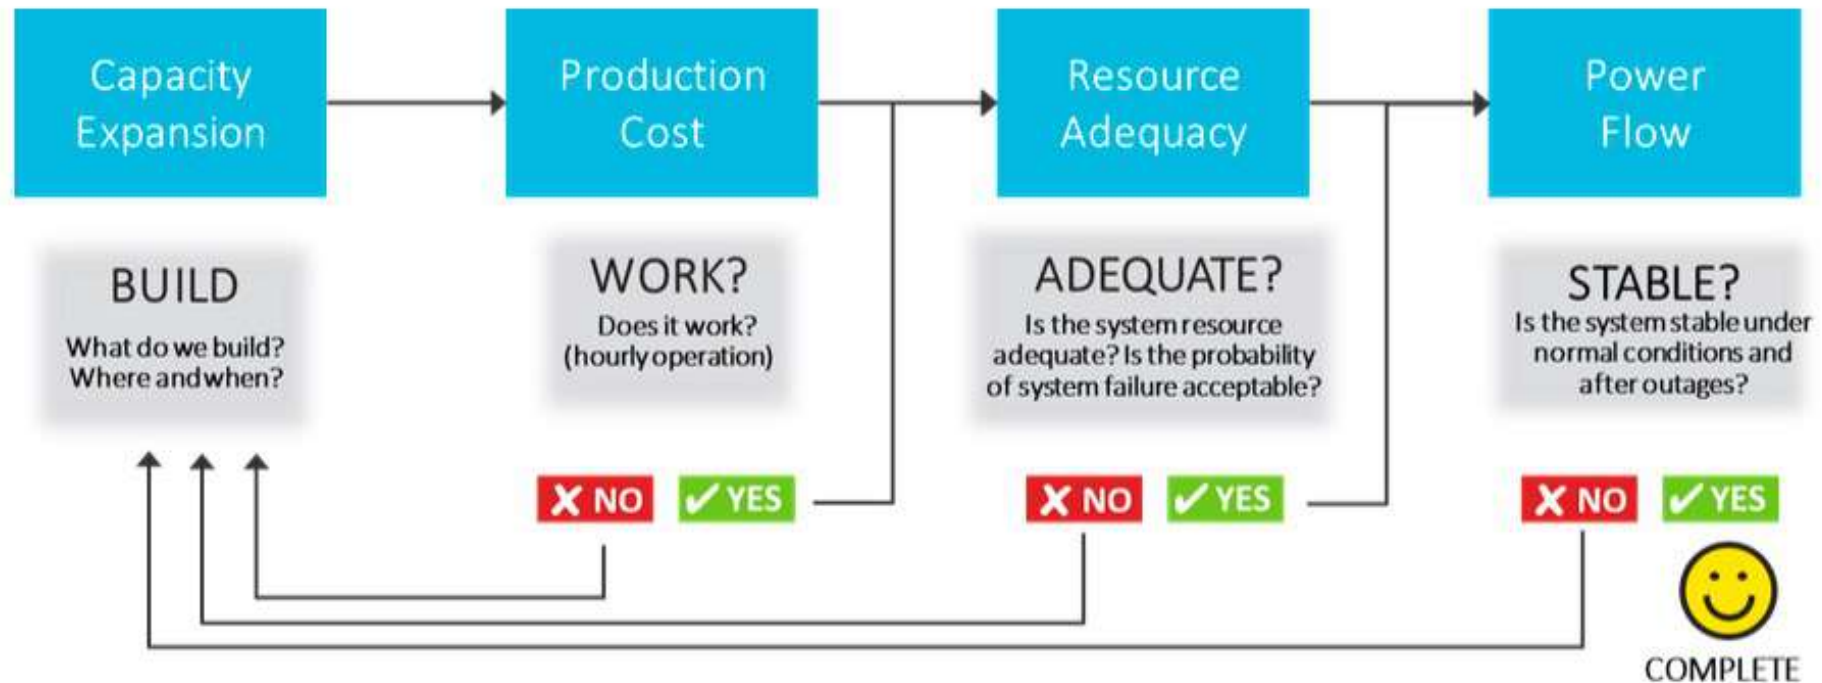 Capacity
Expansion
Production
Cost
Resource
Adequacy
Power
Flow
BUILD
What do we build?
Where and when?
WORK?
Does it work?
(hourly operation)
ADEQUATE?
Is the system resource
adequate? Is the probability
of system failure acceptable?
STABLE?
Is the system stable under
normal conditions and
after outages?
NO
YES
NO
YES
NO
YES
COMPLETE